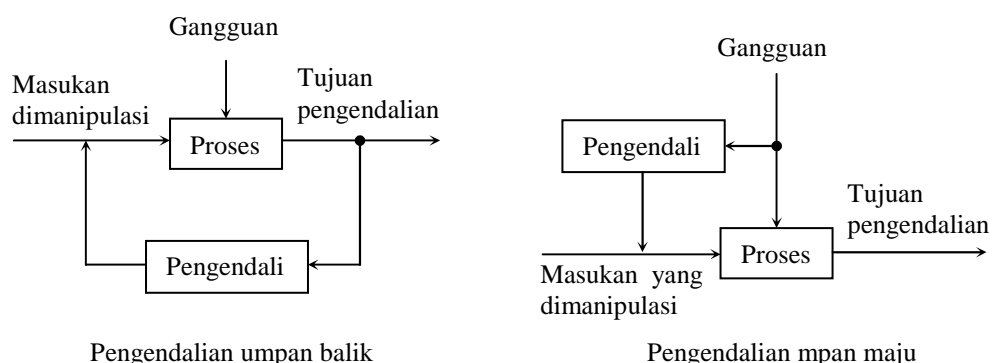 Gangguan
Masukan
dimanipulasi
Tujuan
pengendalian
Proses
Pengendali
Pengendalian umpan balik
Gangguan
Pengendali
Tujuan
pengendalian
Proses
Masukan yang
dimanipulasi
Pengendalian mpan maju